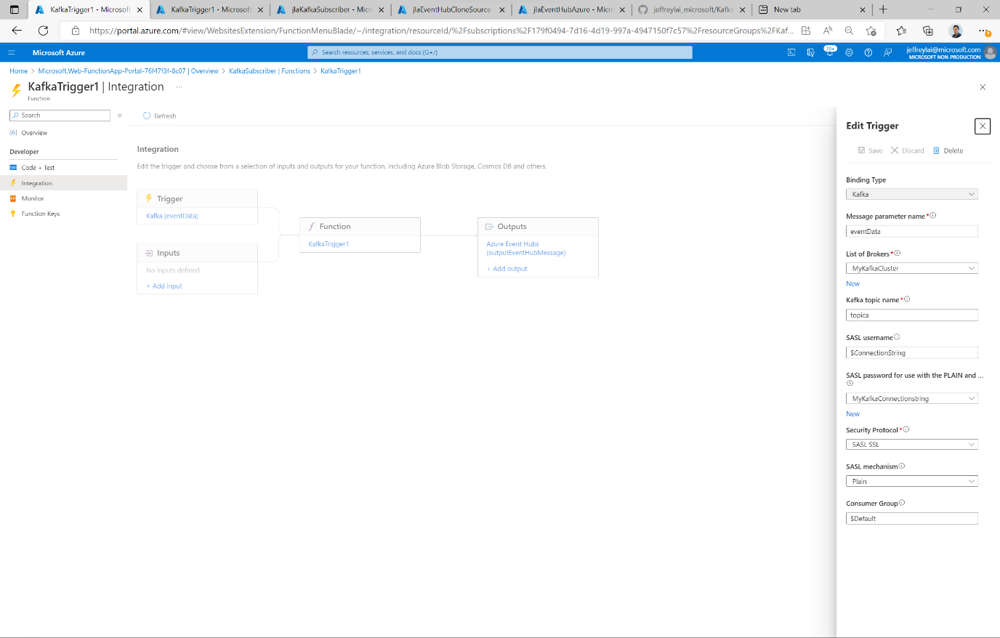 KafkaTrigger1 - Microsoft
KafkaTrigger1 - Microsoft
jlaKafkaSubscriber - Micros
jlaEventHubCloneSource -
jlaEventHubAzure - Micros
jeffreylai_microsoft/Kafka
New tab
https://portal.azure.com/#view/WebsitesExtension/FunctionMenuBlade/~/integration/resourceId/%2Fsubscriptions%2F179f0494-7d16-4d19-997a-4947150f7c57%2FresourceGroups%2FKaf...
Microsoft Azure
Search resources, services, and docs (G+/)
20+
jeffreylai@microsoft.com
MICROSOFT NON-PRODUCTION
Home > Microsoft.Web-FunctionApp-Portal-76f47f3f-8c07 | Overview > KafkaSubscriber | Functions > KafkaTrigger1
KafkaTrigger1 | Integration ...
Function
Search
«
Refresh
Overview
Developer
Code + Test
Integration
Monitor
Function Keys
Integration
Edit the trigger and choose from a selection of inputs and outputs for your function, including Azure Blob Storage, Cosmos DB and others.
Trigger
Kafka (eventData)
Inputs
No inputs defined
+ Add input
Function
KafkaTrigger1
Outputs
Azure Event Hubs
(outputEventHubMessage)
+ Add output
Edit Trigger
Save Discard Delete
Binding Type
Kafka
Message parameter name*
eventData
List of Brokers*
MyKafkaCluster
New
Kafka topic name*
topica
SASL username
$ConnectionString
SASL password for use with the PLAIN and ...
MyKafkaConnectionstring
New
Security Protocol*
SASL SSL
SASL mechanism
Plain
Consumer Group
$Default